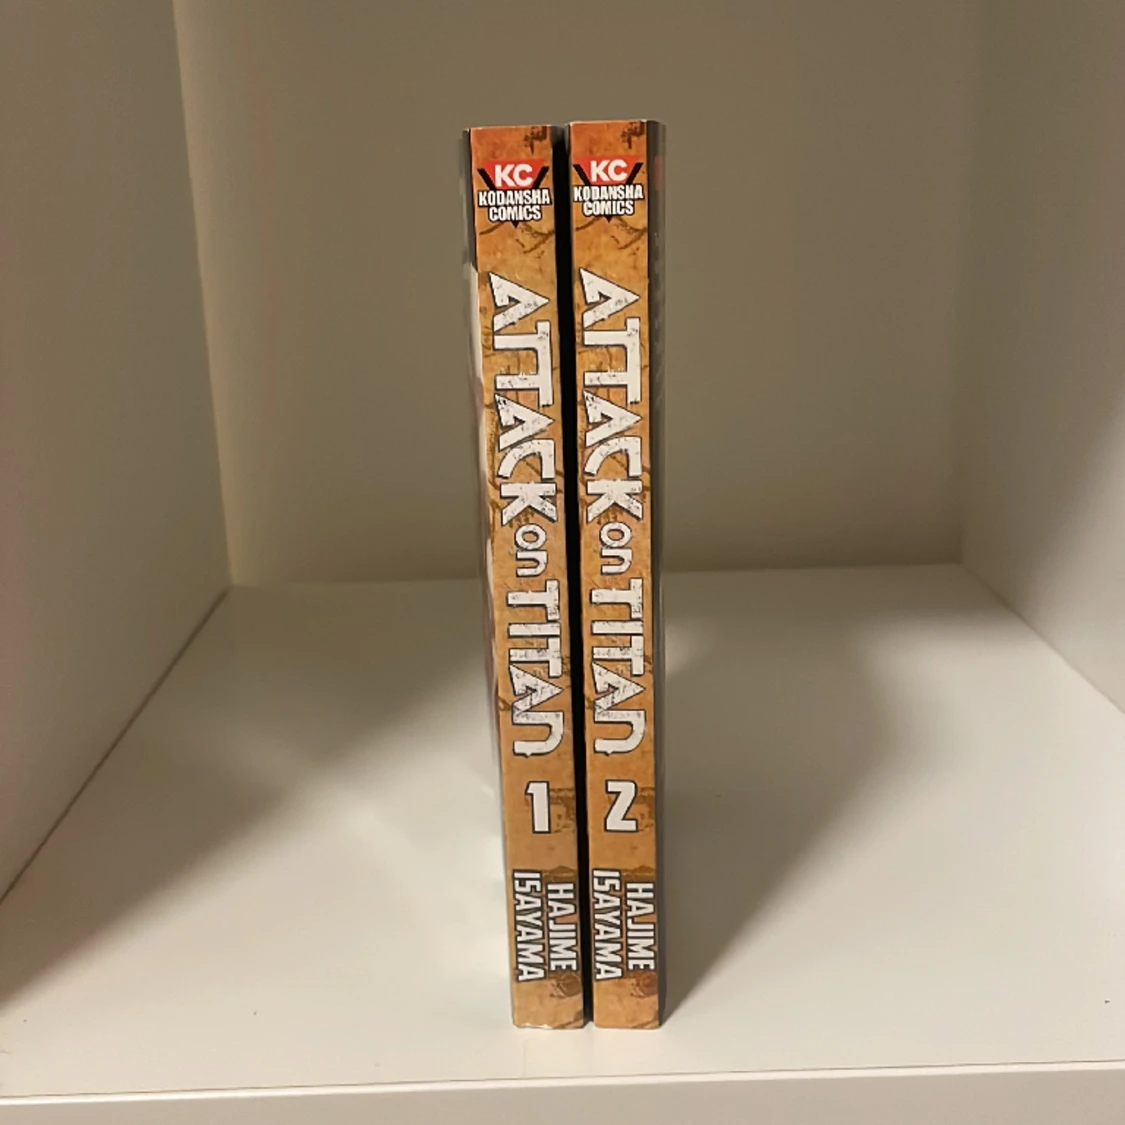 KC
KODANSHA
COMICS
ATTACK on TITAN
1
HAJIME
ISAYAMA
KC
KODANSHA
COMICS
ATTACK on TITAN
2
HAJIME
ISAYAMA